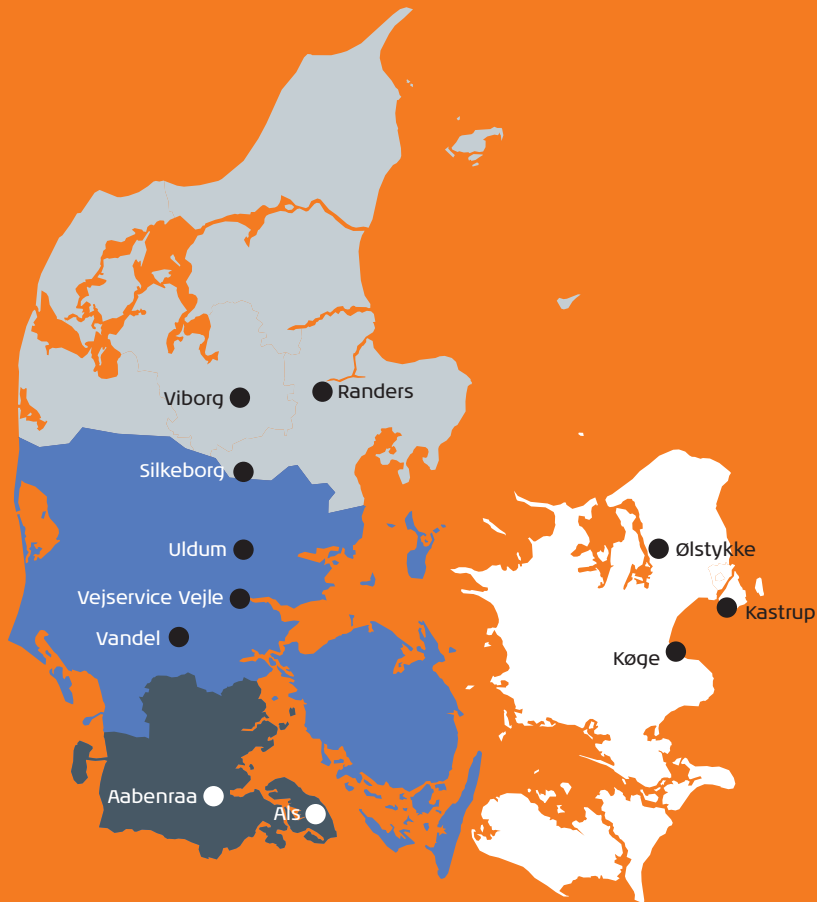 Viborg
Randers
Silkeborg
Uldum
Ølstykke
Vejservice Vejle
Kastrup
Vandel
Køge
Aabenraa
Als